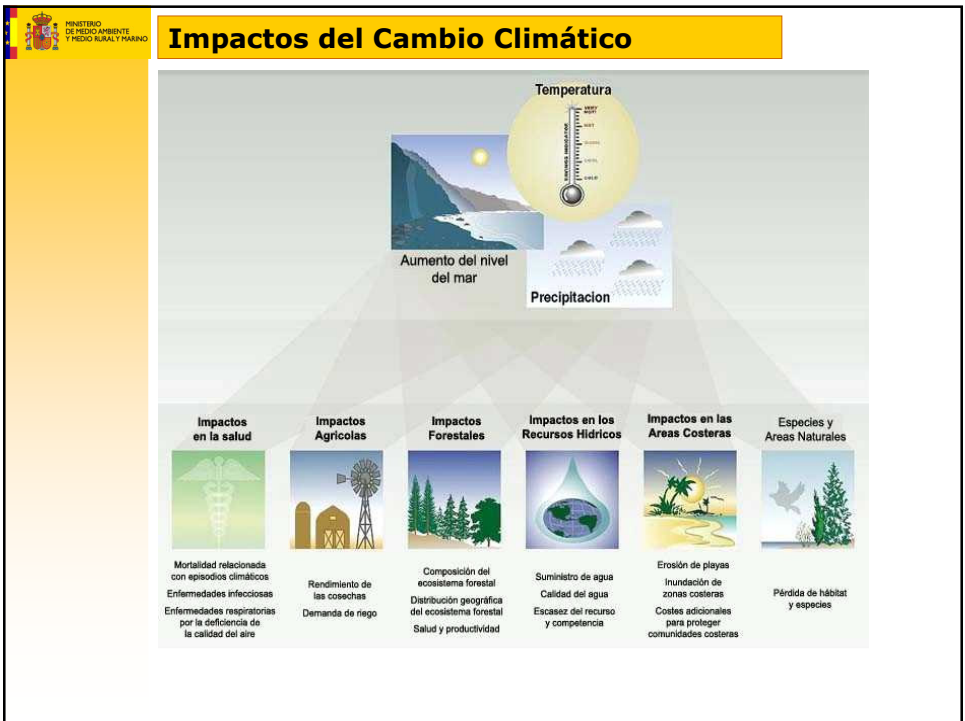 MINISTERIO
DE MEDIO AMBIENTE
Y MEDIO RURAL Y MARINO
Impactos del Cambio Climático
Temperatura
VERY
HOT
HOT
COLD
Aumento del nivel
del mar
Precipitacion
Impactos
en la salud
Mortalidad relacionada
con episodios climáticos
Enfermedades infecciosas
Enfermedades respiratorias
por la deficiencia de
la calidad del aire
Impactos
Agricolas
Rendimiento de
las cosechas
Demanda de riego
Impactos
Forestales
Composición del
ecosistema forestal
Distribución geográfica
del ecosistema forestal
Salud y productividad
Impactos en los
Recursos Hidricos
Suministro de agua
Calidad del agua
Escasez del recurso
y competencia
Impactos en las
Areas Costeras
Erosión de playas
Inundación de
zonas costeras
Costes adicionales
para proteger
comunidades costeras
Especies y
Areas Naturales
Pérdida de hábitat
y especies